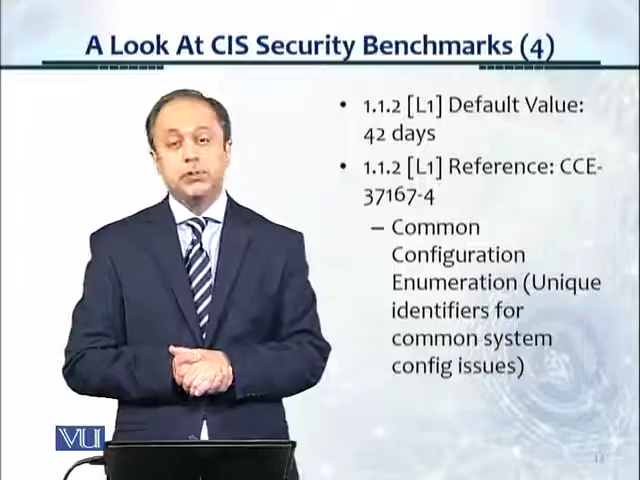 A Look At CIS Security Benchmarks (4)
• 1.1.2 [L1] Default Value:
42 days
• 1.1.2 [L1] Reference: CCE-
37167-4
– Common
Configuration
Enumeration (Unique
identifiers for
common system
config issues)
VU